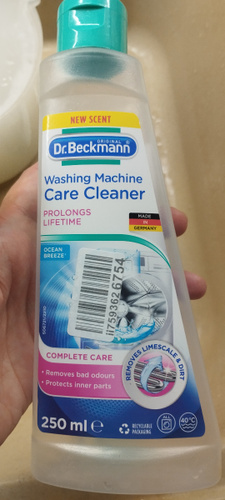 NEW SCENT
ORIGINAL
Dr.Beckmann
Washing Machine
Care Cleaner
PROLONGS
LIFETIME
MADE
IN
GERMANY
OCEAN
BREEZE
COMPLETE CARE
• Removes bad odours
• Protects inner parts
REMOVES LIMESCALE & DIRT
250 ml e
RECYCLABLE
PACKAGING
40°C